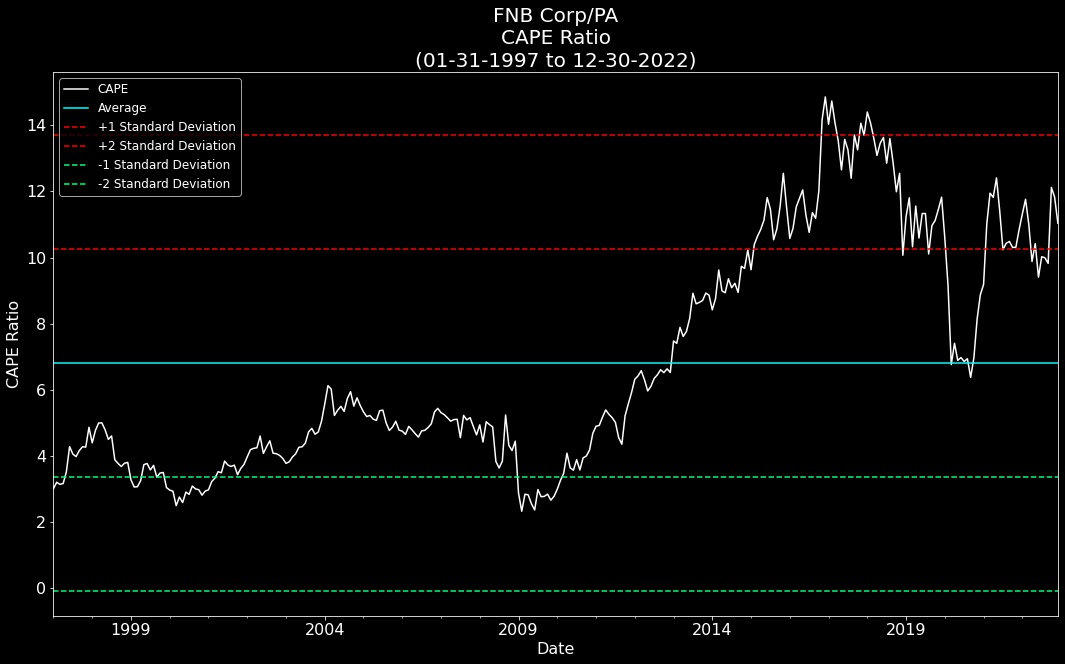 FNB Corp/PA
CAPE Ratio
(01-31-1997 to 12-30-2022)
CAPE
Average
+1 Standard Deviation
+2 Standard Deviation
-1 Standard Deviation
-2 Standard Deviation
14
12
10
8
6
4
2
0
CAPE Ratio
1999 2004 2009 2014 2019
Date